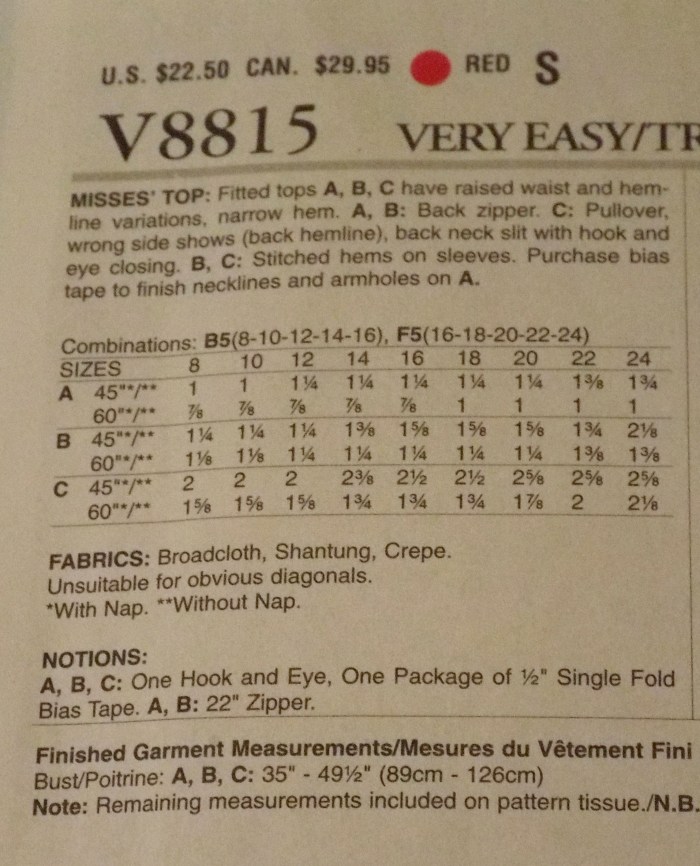 U.S. $22.50 CAN. $29.95 RED S
V8815 VERY EASY/TR
MISSES' TOP: Fitted tops A, B, C have raised waist and hem-
line variations, narrow hem. A, B: Back zipper. C: Pullover,
wrong side shows (back hemline), back neck slit with hook and
eye closing. B, C: Stitched hems on sleeves. Purchase bias
tape to finish necklines and armholes on A.
Combinations: B5(8-10-12-14-16), F5(16-18-20-22-24)
SIZES 8 10 12 14 16 18 20 22 24
A 45"*/** 1 1 1¼ 1¼ 1¼ 1¼ 1¼ 1⅜ 1¾
60"*/** ⅞ ⅞ ⅞ ⅞ ⅞ 1 1 1 1
B 45"*/** 1¼ 1¼ 1¼ 1⅜ 1⅝ 1⅝ 1⅝ 1¾ 2⅛
60"*/** 1⅛ 1⅛ 1¼ 1¼ 1¼ 1¼ 1¼ 1⅜ 1⅜
C 45"*/** 2 2 2 2⅜ 2½ 2½ 2⅝ 2⅝ 2⅝
60"*/** 1⅝ 1⅝ 1⅝ 1¾ 1¾ 1¾ 1⅞ 2 2⅛
FABRICS: Broadcloth, Shantung, Crepe.
Unsuitable for obvious diagonals.
*With Nap. **Without Nap.
NOTIONS:
A, B, C: One Hook and Eye, One Package of ½" Single Fold
Bias Tape. A, B: 22" Zipper.
Finished Garment Measurements/Mesures du Vêtement Fini
Bust/Poitrine: A, B, C: 35" - 49½" (89cm - 126cm)
Note: Remaining measurements included on pattern tissue./N.B.